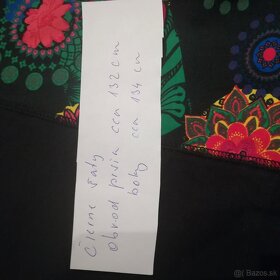 Čierne šaty
Obvod prsia cca 132 cm
boky cca 134 cm
Bazos.sk